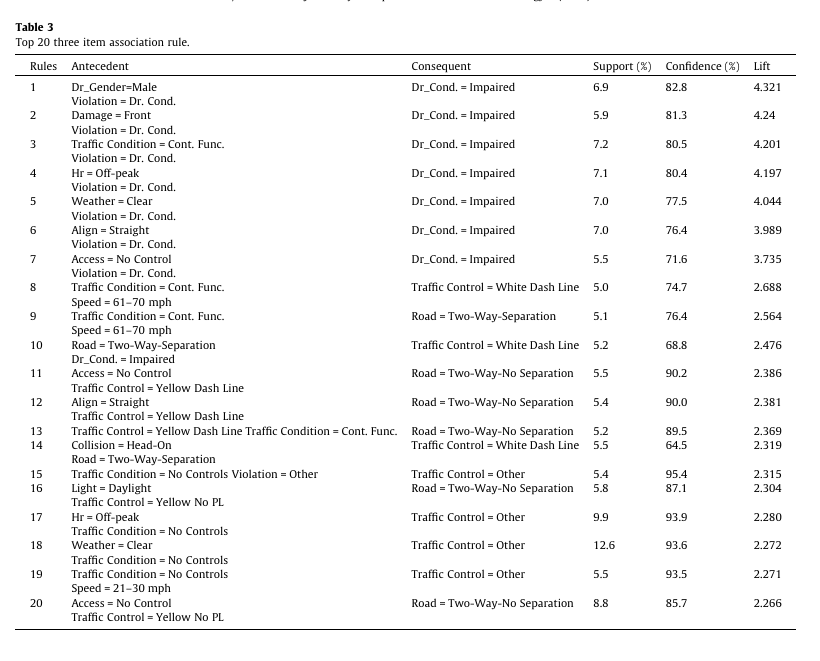 Table 3
Top 20 three item association rule.
Rules Antecedent Consequent Support (%) Confidence (%) Lift
1 Dr_Gender=Male Dr_Cond. = Impaired 6.9 82.8 4.321
Violation = Dr. Cond.
2 Damage = Front Dr_Cond. = Impaired 5.9 81.3 4.24
Violation = Dr. Cond.
3 Traffic Condition = Cont. Func. Dr_Cond. = Impaired 7.2 80.5 4.201
Violation = Dr. Cond.
4 Hr = Off-peak Dr_Cond. = Impaired 7.1 80.4 4.197
Violation = Dr. Cond.
5 Weather = Clear Dr_Cond. = Impaired 7.0 77.5 4.044
Violation = Dr. Cond.
6 Align = Straight Dr_Cond. = Impaired 7.0 76.4 3.989
Violation = Dr. Cond.
7 Access = No Control Dr_Cond. = Impaired 5.5 71.6 3.735
Violation = Dr. Cond.
8 Traffic Condition = Cont. Func. Traffic Control = White Dash Line 5.0 74.7 2.688
Speed = 61–70 mph
9 Traffic Condition = Cont. Func. Road = Two-Way-Separation 5.1 76.4 2.564
Speed = 61–70 mph
10 Road = Two-Way-Separation Traffic Control = White Dash Line 5.2 68.8 2.476
Dr_Cond. = Impaired
11 Access = No Control Road = Two-Way-No Separation 5.5 90.2 2.386
Traffic Control = Yellow Dash Line
12 Align = Straight Road = Two-Way-No Separation 5.4 90.0 2.381
Traffic Control = Yellow Dash Line
13 Traffic Control = Yellow Dash Line Traffic Condition = Cont. Func. Road = Two-Way-No Separation 5.2 89.5 2.369
14 Collision = Head-On Traffic Control = White Dash Line 5.5 64.5 2.319
Road = Two-Way-Separation
15 Traffic Condition = No Controls Violation = Other Traffic Control = Other 5.4 95.4 2.315
16 Light = Daylight Road = Two-Way-No Separation 5.8 87.1 2.304
Traffic Control = Yellow No PL
17 Hr = Off-peak Traffic Control = Other 9.9 93.9 2.280
Traffic Condition = No Controls
18 Weather = Clear Traffic Control = Other 12.6 93.6 2.272
Traffic Condition = No Controls
19 Traffic Condition = No Controls Traffic Control = Other 5.5 93.5 2.271
Speed = 21–30 mph
20 Access = No Control Road = Two-Way-No Separation 8.8 85.7 2.266
Traffic Control = Yellow No PL